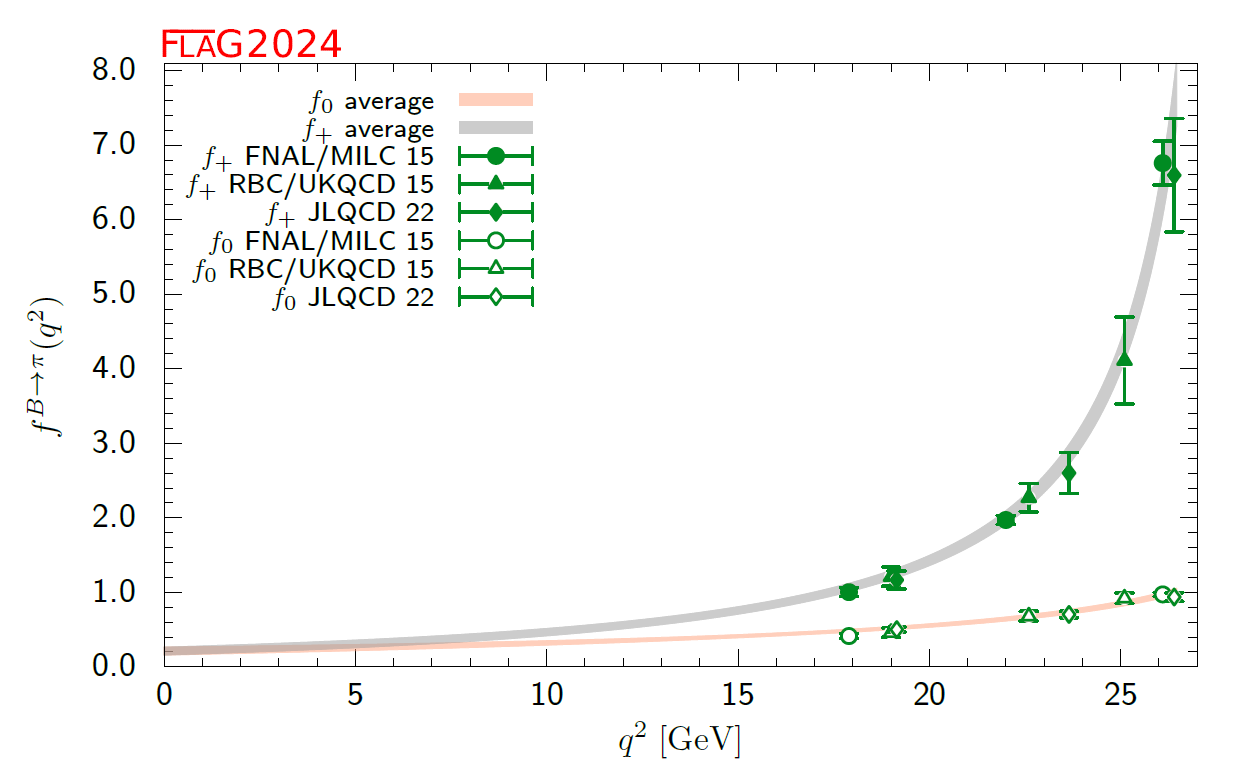 FLAG2024
8.0
7.0
6.0
5.0
4.0
3.0
2.0
1.0
0.0
f₀ average
f₊ average
f₊ FNAL/MILC 15
f₊ RBC/UKQCD 15
f₊ JLQCD 22
f₀ FNAL/MILC 15
f₀ RBC/UKQCD 15
f₀ JLQCD 22
f^{B→π}(q²)
0 5 10 15 20 25
q² [GeV]